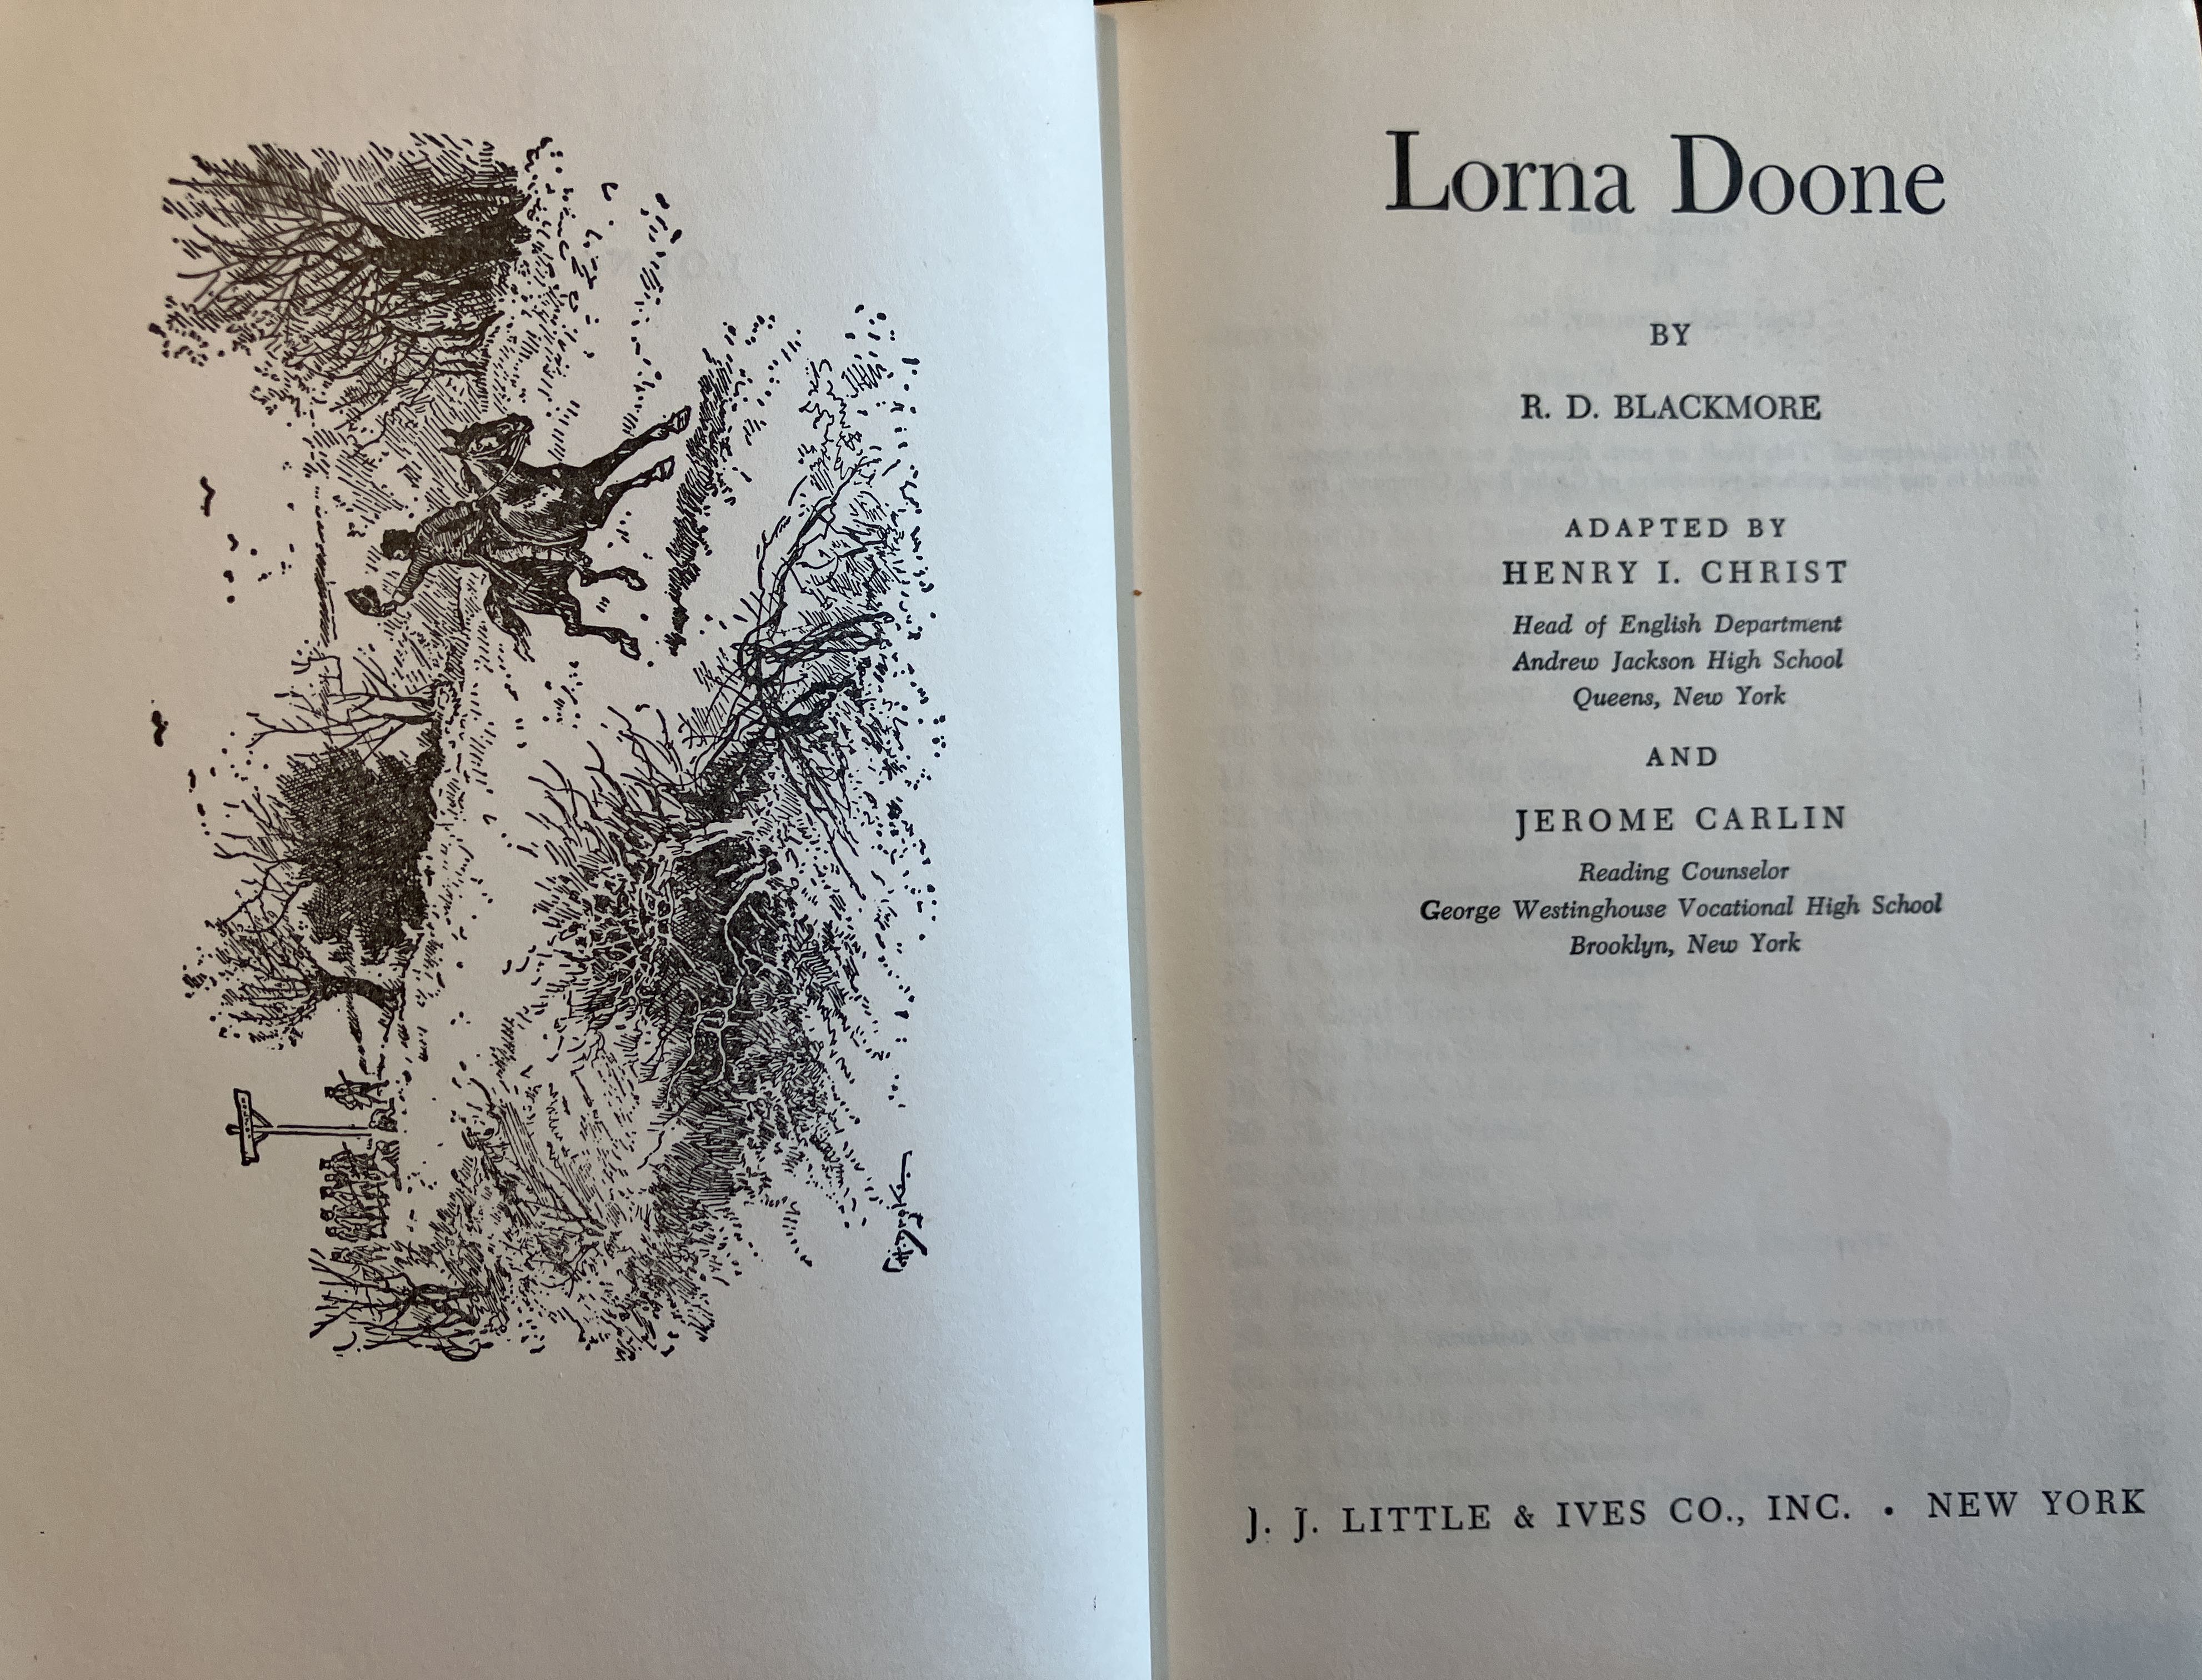 Lorna Doone
BY
R. D. BLACKMORE
ADAPTED BY
HENRY I. CHRIST
Head of English Department
Andrew Jackson High School
Queens, New York
AND
JEROME CARLIN
Reading Counselor
George Westinghouse Vocational High School
Brooklyn, New York
J. J. LITTLE & IVES CO., INC. • NEW YORK